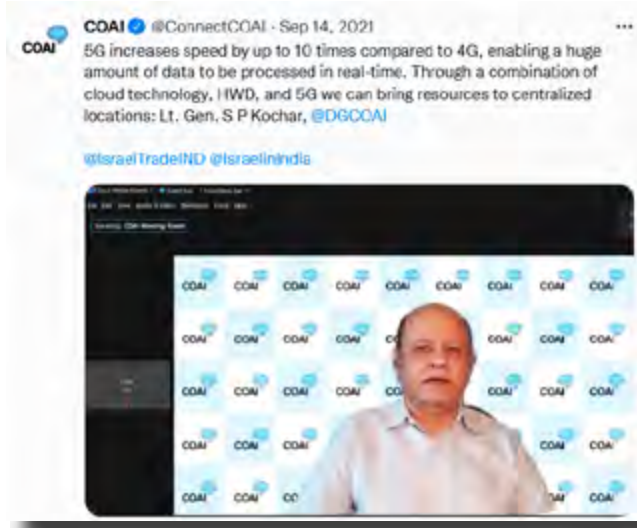 COAI @ConnectCOAI · Sep 14, 2021
5G increases speed by up to 10 times compared to 4G, enabling a huge
amount of data to be processed in real-time. Through a combination of
cloud technology, HWD, and 5G we can bring resources to centralized
locations: Lt. Gen. S P Kochar, @DGCOAI
@IsraelTradeIND @IsraelinIndia
COAI
COAI COAI COAI COAI COAI COAI COAI COAI COAI
COAI COAI COAI COAI COAI COAI COAI
COAI COAI COAI COAI COAI COAI COAI
COAI COAI COAI COAI COAI
COAI COAI COAI